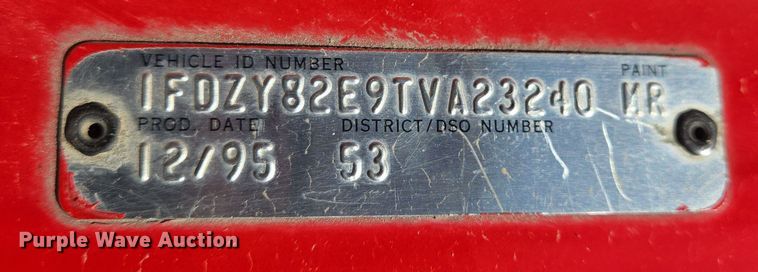 VEHICLE ID NUMBER PAINT
1FDZY82E9TVA23240 MR
PROD. DATE DISTRICT/DSO NUMBER
12/95 53
Purple Wave Auction